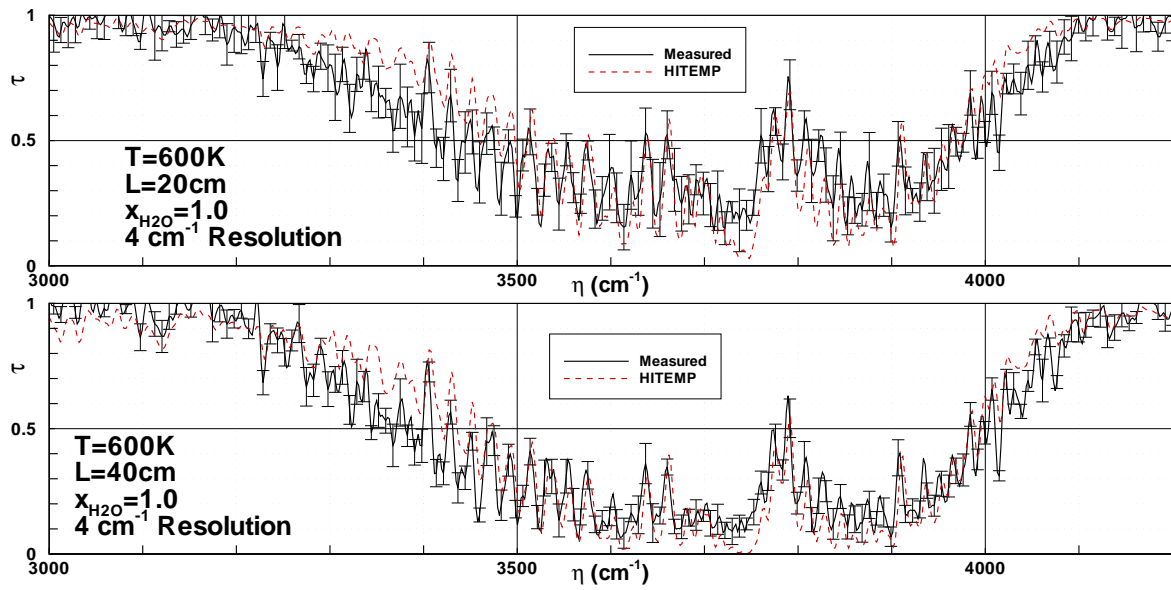 1
Measured
HITEMP
τ
0.5
T=600K
L=20cm
xH2O=1.0
4 cm-1 Resolution
0
3000
3500
4000
η (cm-1)
1
Measured
HITEMP
τ
0.5
T=600K
L=40cm
xH2O=1.0
4 cm-1 Resolution
0
3000
3500
4000
η (cm-1)